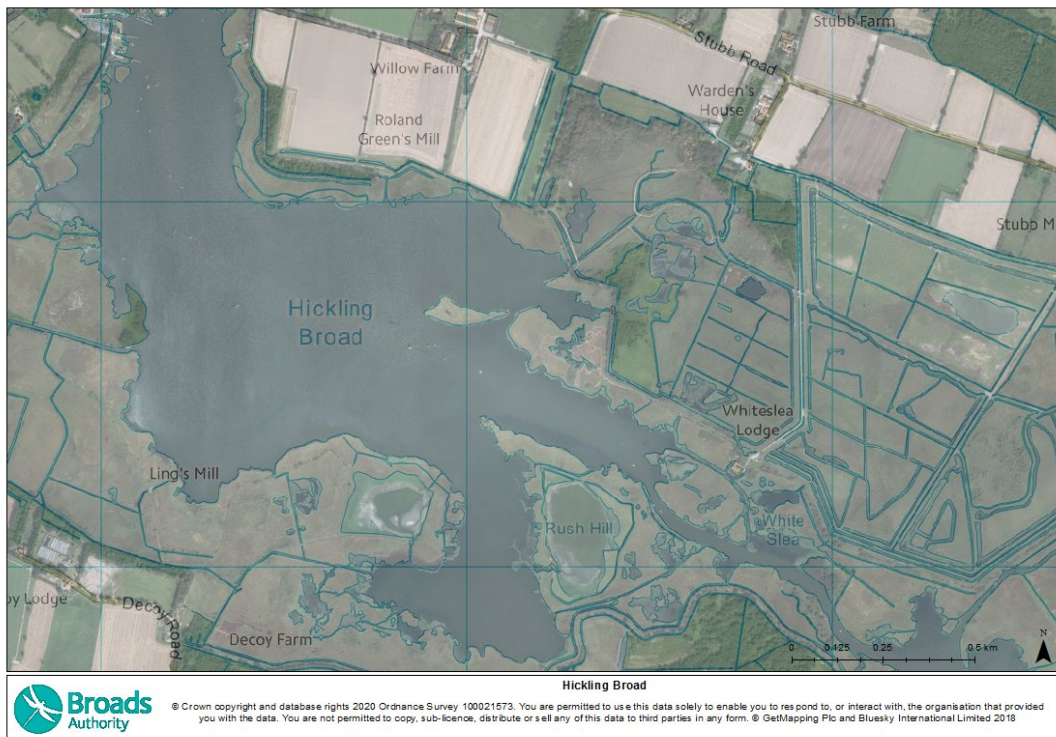 Stubb Farm
Stubb Road
Willow Farm
Warden's
House
Roland
Green's Mill
Stubb M
Hickling
Broad
Whiteslea
Lodge
Ling's Mill
Rush Hill
White
Slea
oy Lodge
Decoy Road
Decoy Farm
N
0 0.125 0.25 0.5 km
Hickling Broad
Broads
Authority
© Crown copyright and database rights 2020 Ordnance Survey 100021573. You are permitted to use this data solely to enable you to respond to, or interact with, the organisation that provided
you with the data. You are not permitted to copy, sub-licence, distribute or sell any of this data to third parties in any form. © GetMapping Plc and Bluesky International Limited 2018